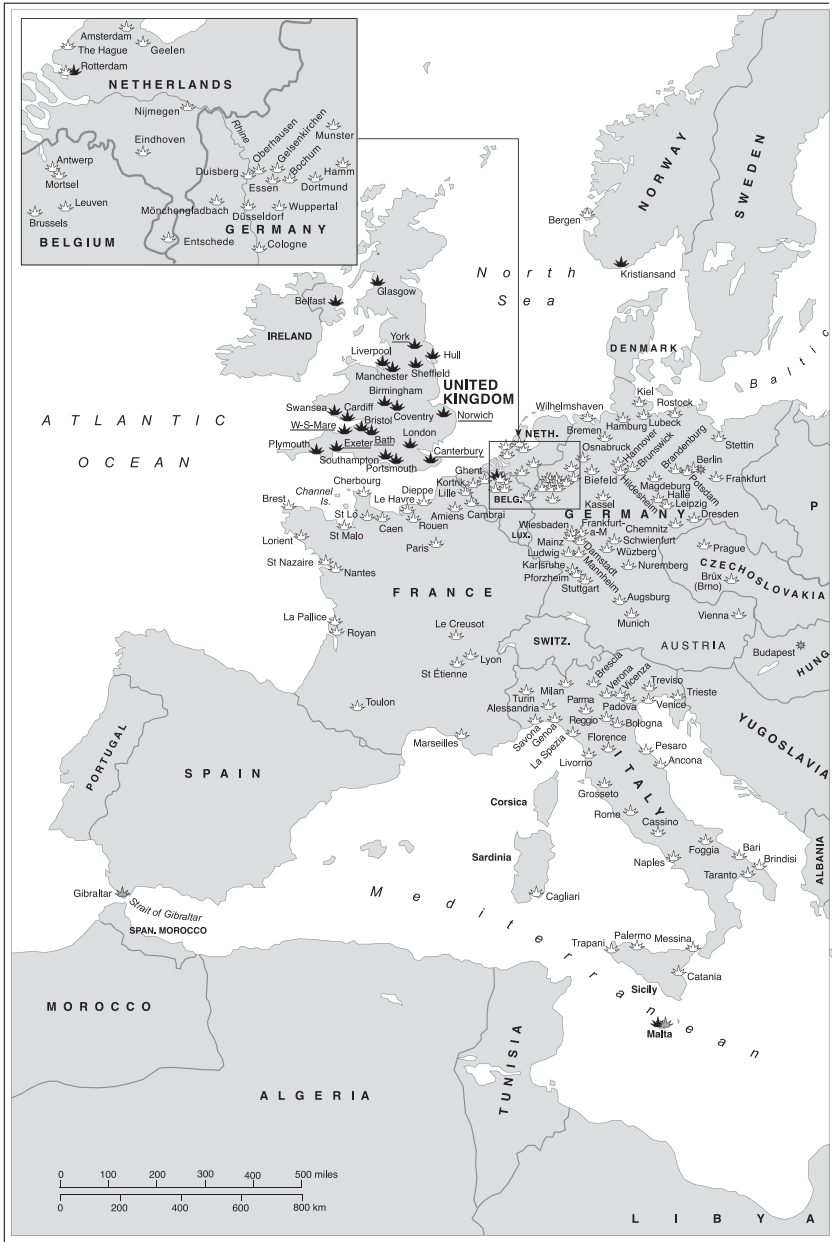 Amsterdam
The Hague
Geelen
Rotterdam
NETHERLANDS
Nijmegen
Rhine
Eindhoven
Oberhausen
Gelsenkirchen
Munster
Antwerp
Mortsel
Duisberg
Bochum
Hamm
Essen
Dortmund
Leuven
Mönchengladbach
Düsseldorf
Wuppertal
Brussels
BELGIUM
GERMANY
Entschede
Cologne
NORWAY
SWEDEN
Bergen
Kristiansand
North
Sea
Glasgow
Belfast
IRELAND
York
Hull
Liverpool
Manchester
Sheffield
Birmingham
UNITED
KINGDOM
DENMARK
Baltic
ATLANTIC
OCEAN
Swansea
Cardiff
Coventry
Norwich
W-S-Mare
Bristol
London
Plymouth
Exeter
Bath
Canterbury
Southampton
Portsmouth
Kiel
Rostock
Wilhelmshaven
Lubeck
Bremen
Hamburg
NETH.
Osnabruck
Hannover
Brunswick
Brandenburg
Stettin
Berlin
Potsdam
Frankfurt
Ghent
Kortrik
BELG.
Biefeld
Hildesheim
Magdeburg
Halle
Leipzig
Kassel
Dresden
GERMANY
P
Channel
Is.
Cherbourg
Dieppe
Lille
Brest
Le Havre
St Lô
Caen
Rouen
Amiens
Cambrai
LUX.
Wiesbaden
Frankfurt-
a-M
Chemnitz
Lorient
St Malo
Paris
Mainz
Schwienfurt
Prague
Ludwig
Darmstadt
Wüzberg
CZECHOSLOVAKIA
St Nazaire
Nantes
Karlsruhe
Mannheim
Nuremberg
Brüx
(Brno)
Pforzheim
Stuttgart
FRANCE
Augsburg
Munich
Vienna
La Pallice
Royan
Le Creusot
SWITZ.
AUSTRIA
Budapest
HUNG
Lyon
St Étienne
Brescia
Verona
Vicenza
Treviso
Turin
Milan
Parma
Padova
Trieste
Venice
Toulon
Alessandria
Reggio
Bologna
YUGOSLAVIA
Marseilles
Savona
Genoa
La Spezia
Florence
Pesaro
Livorno
ITALY
Ancona
PORTUGAL
SPAIN
Corsica
Grosseto
Rome
Cassino
Sardinia
Foggia
Bari
Brindisi
Naples
Taranto
ALBANIA
Gibraltar
Strait of Gibraltar
SPAN. MOROCCO
Mediterranean
Cagliari
Trapani
Palermo
Messina
Catania
Sicily
Malta
MOROCCO
ALGERIA
TUNISIA
LIBYA
0 100 200 300 400 500 miles
0 200 400 600 800 km